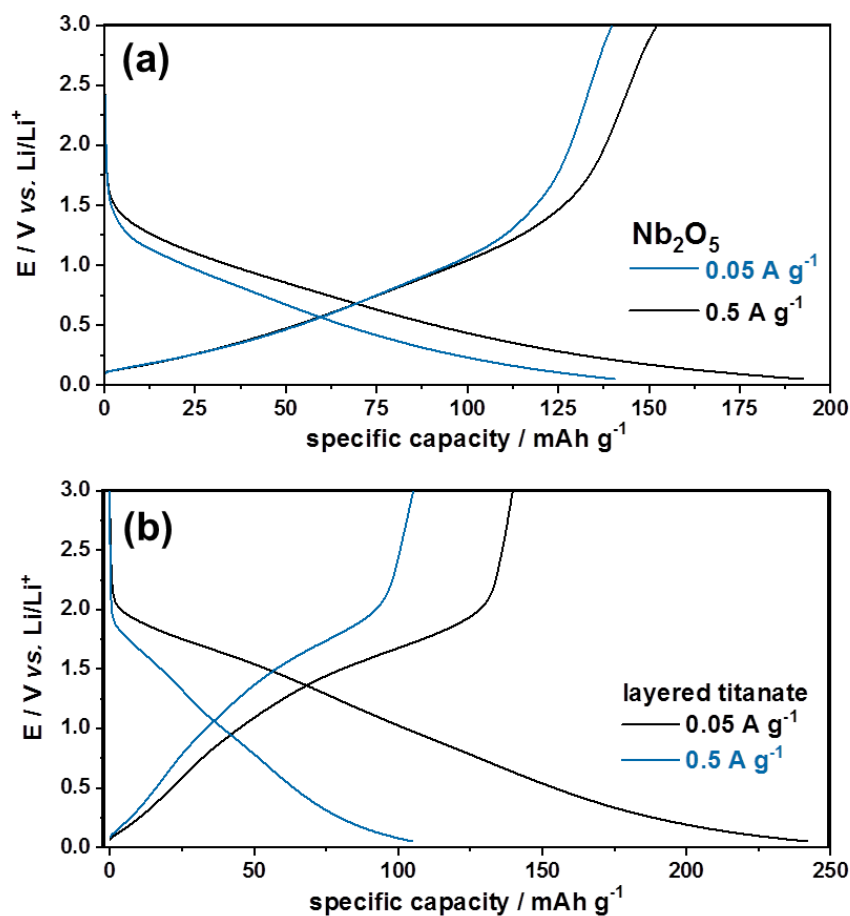 (a)
3.0
2.5
2.0
1.5
1.0
0.5
0.0
E / V vs. Li/Li⁺
Nb₂O₅
0.05 A g⁻¹
0.5 A g⁻¹
0 25 50 75 100 125 150 175 200
specific capacity / mAh g⁻¹
(b)
3.0
2.5
2.0
1.5
1.0
0.5
0.0
E / V vs. Li/Li⁺
layered titanate
0.05 A g⁻¹
0.5 A g⁻¹
0 50 100 150 200 250
specific capacity / mAh g⁻¹